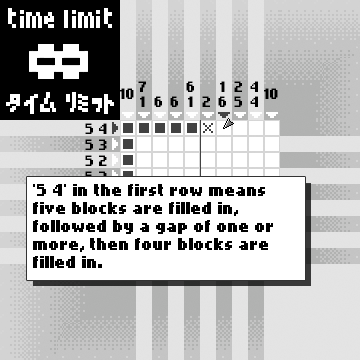 time limit
∞
タイム リミット
7 6 1 2 4
10 1 6 6 1 2 6 5 4 10
5 4
5 3
5 2
'5 4' in the first row means
five blocks are filled in,
followed by a gap of one or
more, then four blocks are
filled in.